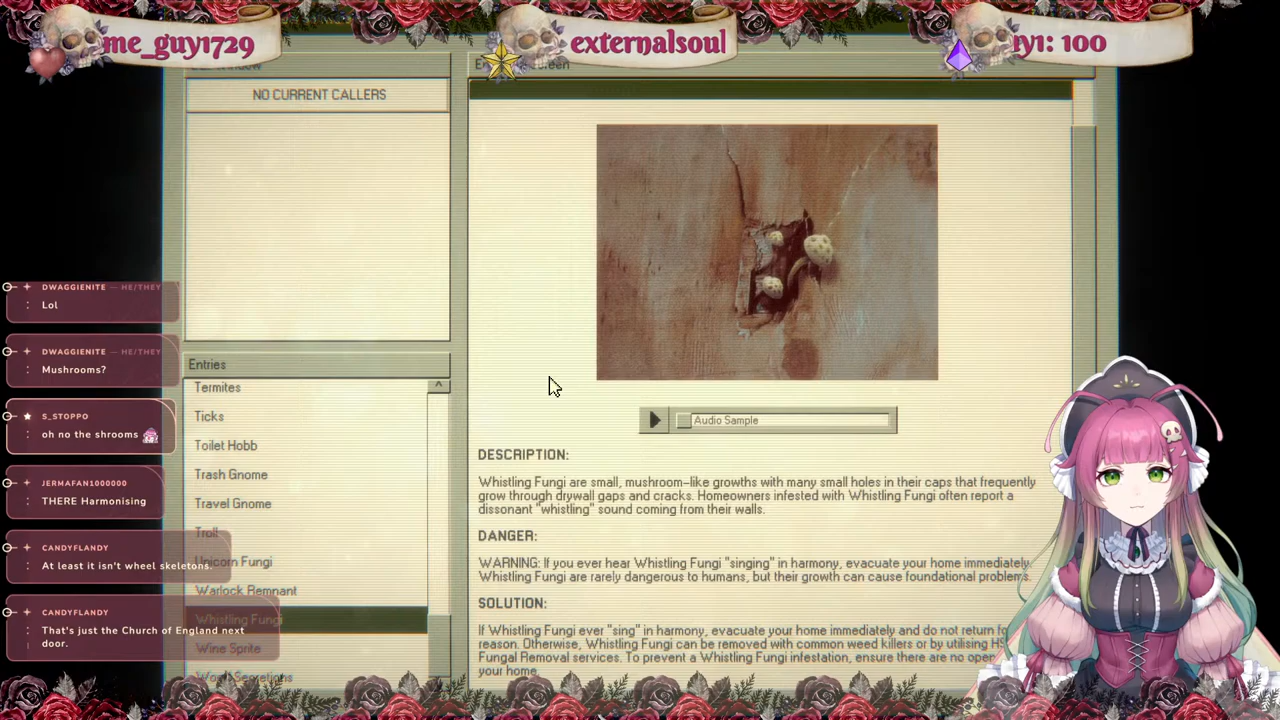 me_guy1729
externalsoul
y1: 100
NO CURRENT CALLERS
DWAGGIENITE — HE/THEY
Lol
DWAGGIENITE — HE/THEY
Mushrooms?
S_STOPPO
oh no the shrooms
JERMAFAN1000000
THERE Harmonising
CANDYFLANDY
At least it isn't wheel skeletons.
CANDYFLANDY
That's just the Church of England next
door.
Entries
Termites
Ticks
Toilet Hobb
Trash Gnome
Travel Gnome
Troll
Unicorn Fungi
Warlock Remnant
Whistling Fungi
Wine Sprite
Audio Sample
DESCRIPTION:
Whistling Fungi are small, mushroom-like growths with many small holes in their caps that frequently
grow through drywall gaps and cracks. Homeowners infested with Whistling Fungi often report a
dissonant "whistling" sound coming from their walls.
DANGER:
WARNING: If you ever hear Whistling Fungi "singing" in harmony, evacuate your home immediately.
Whistling Fungi are rarely dangerous to humans, but their growth can cause foundational problems.
SOLUTION:
If Whistling Fungi ever "sing" in harmony, evacuate your home immediately and do not return fo
reason. Otherwise, Whistling Fungi can be removed with common weed killers or by utilising HS
Fungal Removal services. To prevent a Whistling Fungi infestation, ensure there are no open
your home.